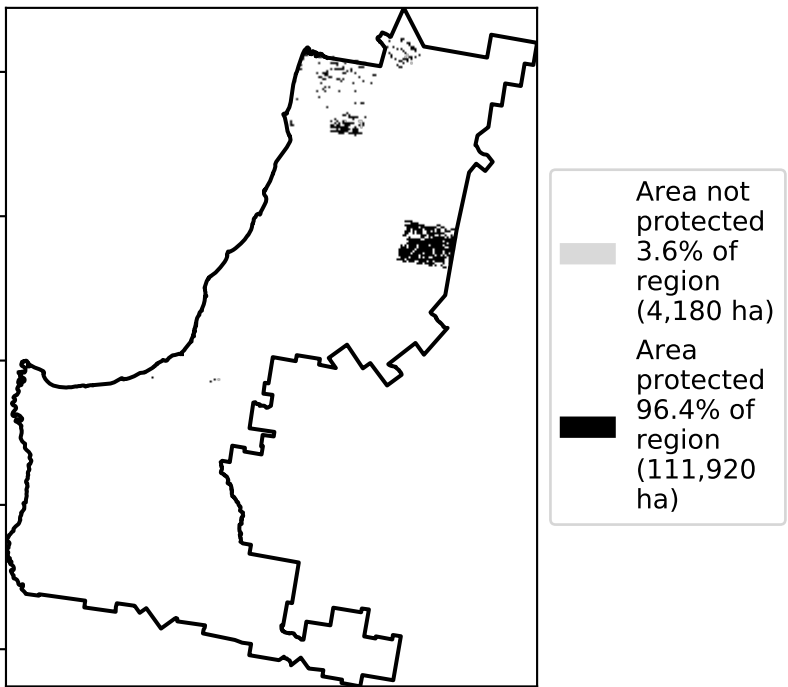 Area not
protected
3.6% of
region
(4,180 ha)
Area
protected
96.4% of
region
(111,920
ha)